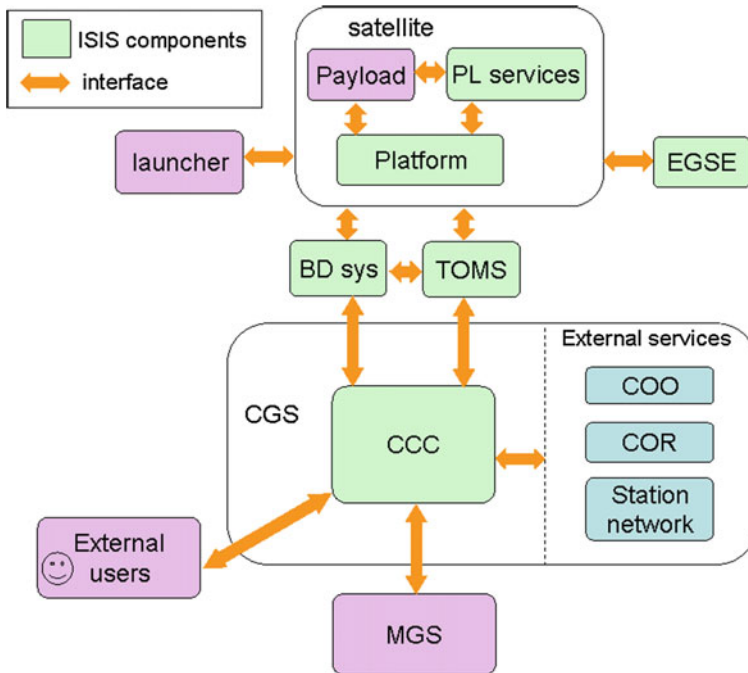 ISIS components
interface
satellite
Payload
PL services
Platform
launcher
EGSE
BD sys
TOMS
External services
CGS
CCC
COO
COR
Station
network
External
users
MGS